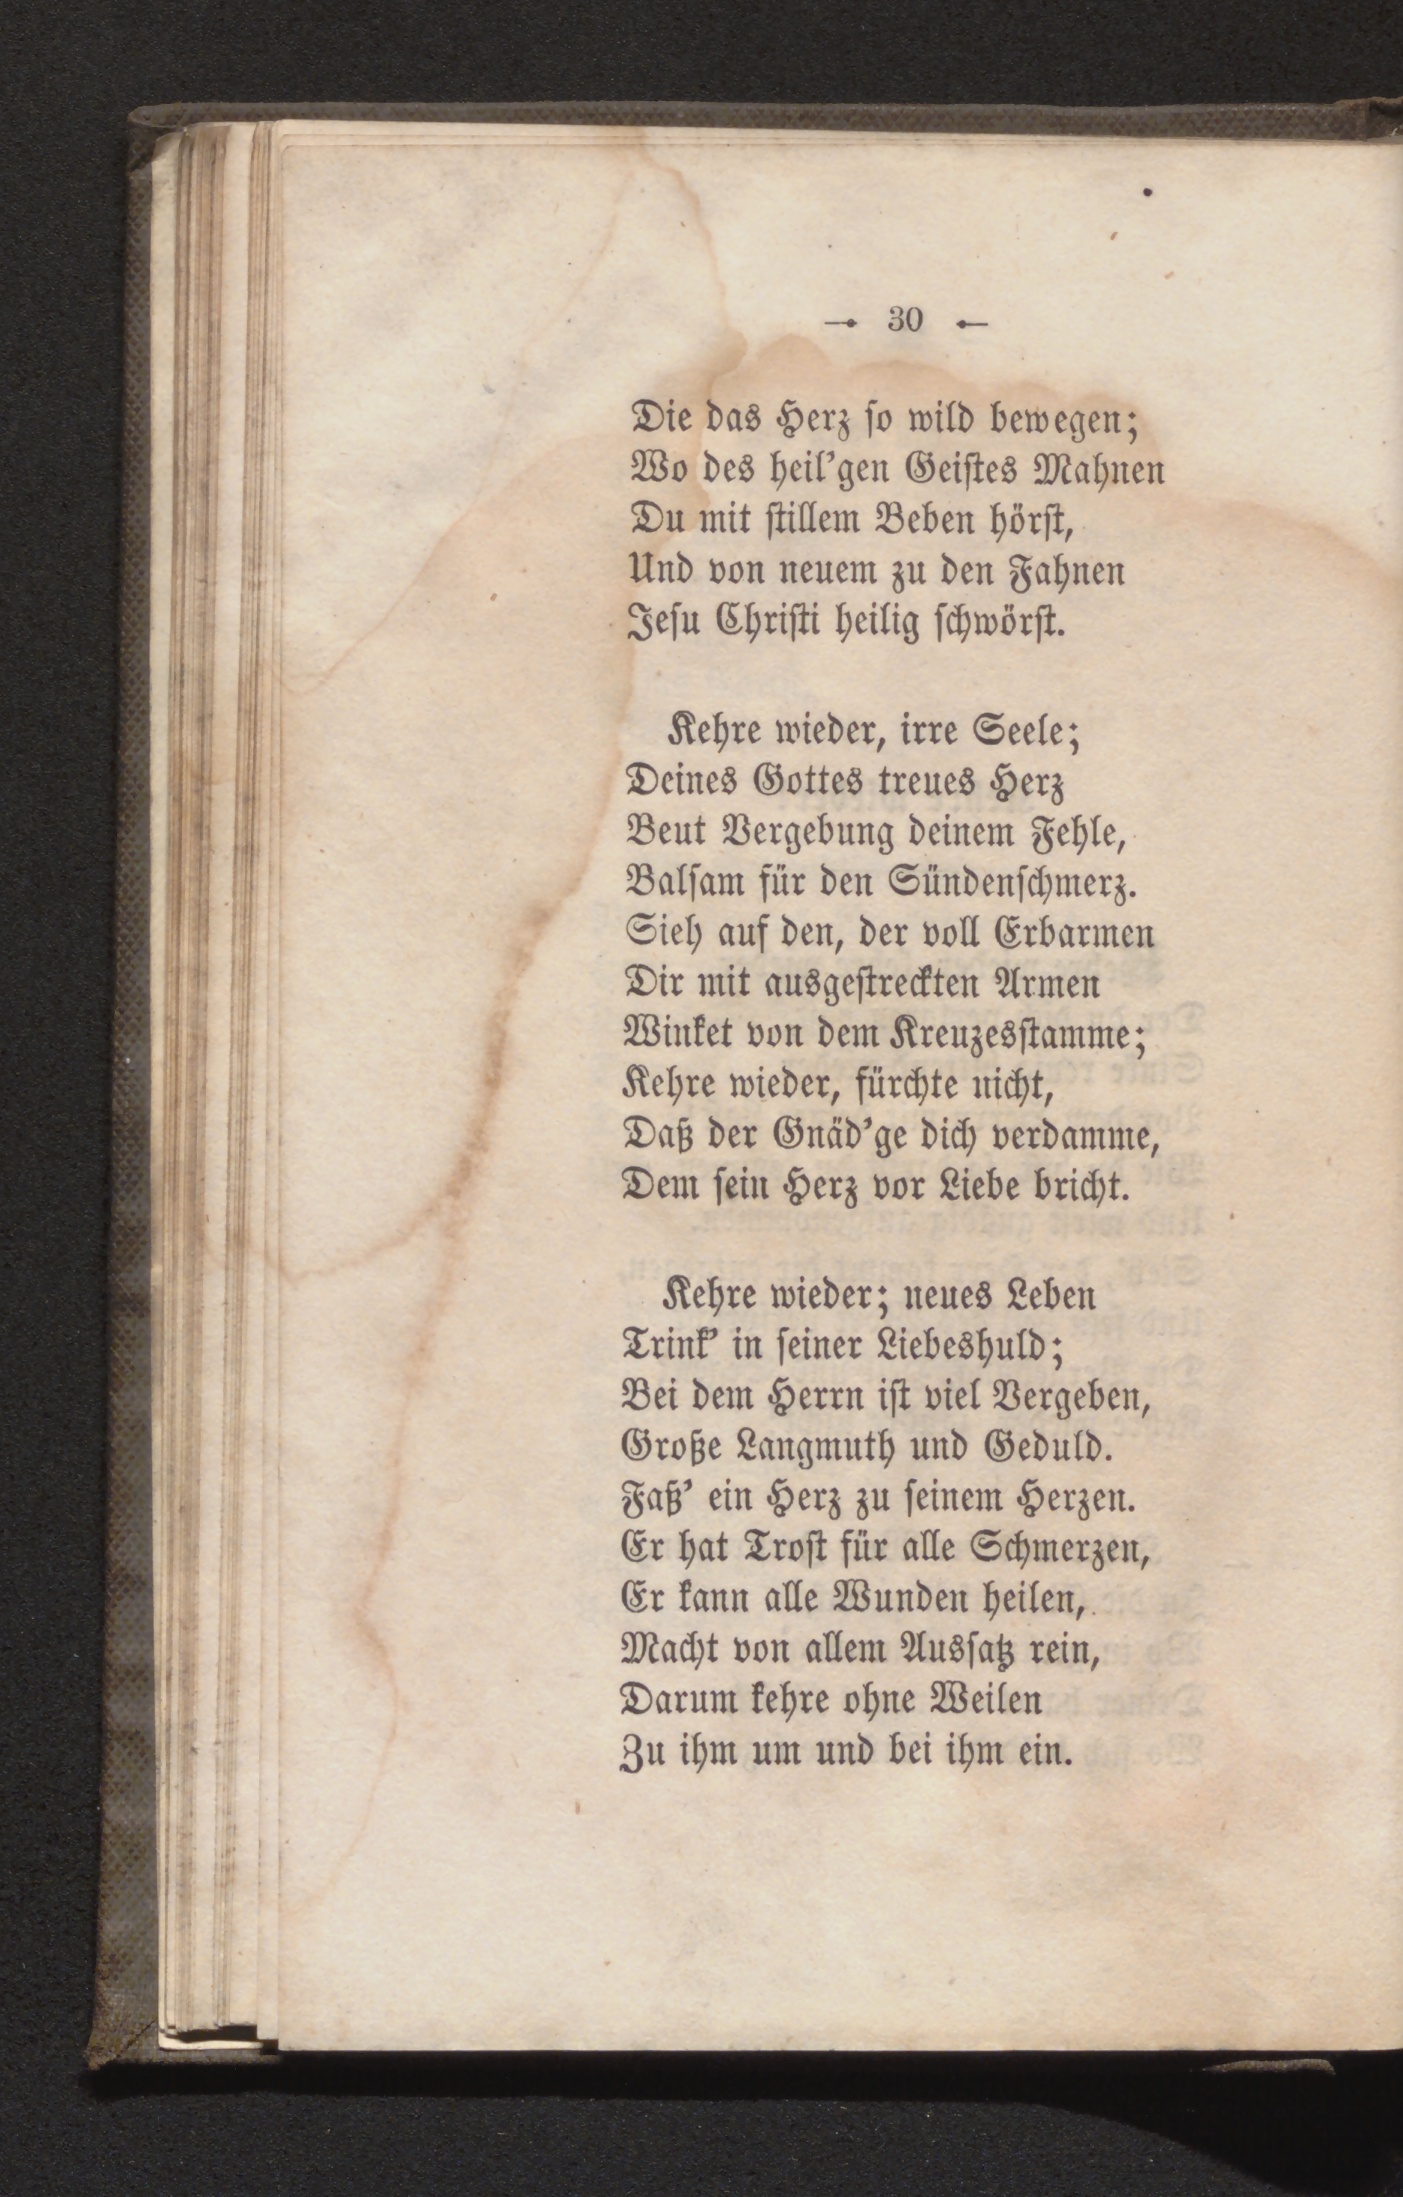 30
Die das Herz ſo wild bewegen;
Wo des heil’gen Geiſtes Mahnen
Du mit ſtillem Beben hörſt,
Und von neuem zu den Fahnen
Jeſu Chriſti heilig ſchwörſt.
Kehre wieder, irre Seele;
Deines Gottes treues Herz
Beut Vergebung deinem Fehle,
Balſam für den Sündenſchmerz.
Sieh auf den, der voll Erbarmen
Dir mit ausgeſtreckten Armen
Winket von dem Kreuzesſtamme;
Kehre wieder, fürchte nicht,
Daß der Gnäd’ge dich verdamme,
Dem ſein Herz vor Liebe bricht.
Kehre wieder; neues Leben
Trink’ in ſeiner Liebeshuld;
Bei dem Herrn iſt viel Vergeben,
Große Langmuth und Geduld.
Faß’ ein Herz zu ſeinem Herzen.
Er hat Troſt für alle Schmerzen,
Er kann alle Wunden heilen,
Macht von allem Ausſatz rein,
Darum kehre ohne Weilen
Zu ihm um und bei ihm ein.